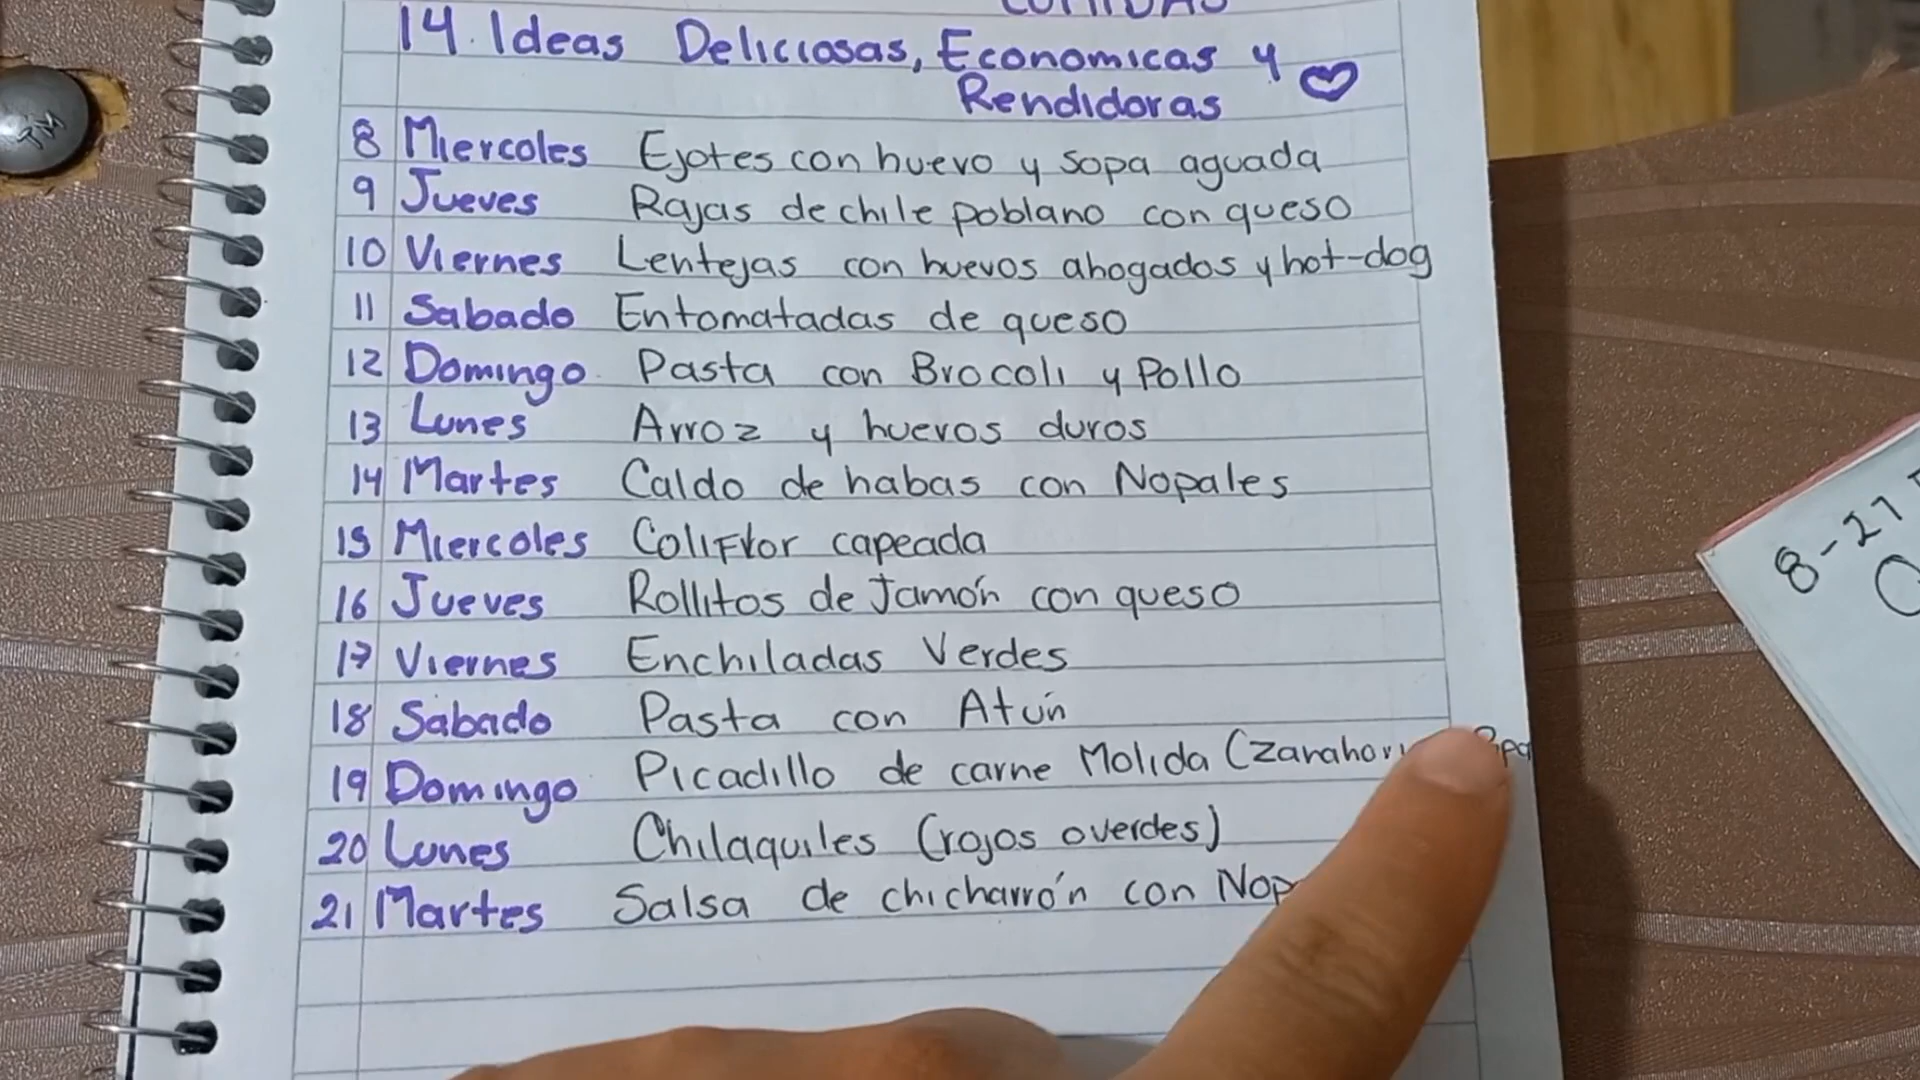 COMIDAS
14. Ideas Deliciosas, Economicas y
Rendidoras
8 Miercoles Ejotes con huevo y sopa aguada
9 Jueves Rajas de chile poblano con queso
10 Viernes Lentejas con huevos ahogados y hot-dog
11 Sabado Entomatadas de queso
12 Domingo Pasta con Brocoli y Pollo
13 Lunes Arroz y huevos duros
14 Martes Caldo de habas con Nopales
15 Miercoles Coliflor capeada
16 Jueves Rollitos de Jamón con queso
17 Viernes Enchiladas Verdes
18 Sabado Pasta con Atún
19 Domingo Picadillo de carne Molida (
20 Lunes Chilaquiles (rojos o verdes)
21 Martes Salsa de chicharrón con
8-21
TM